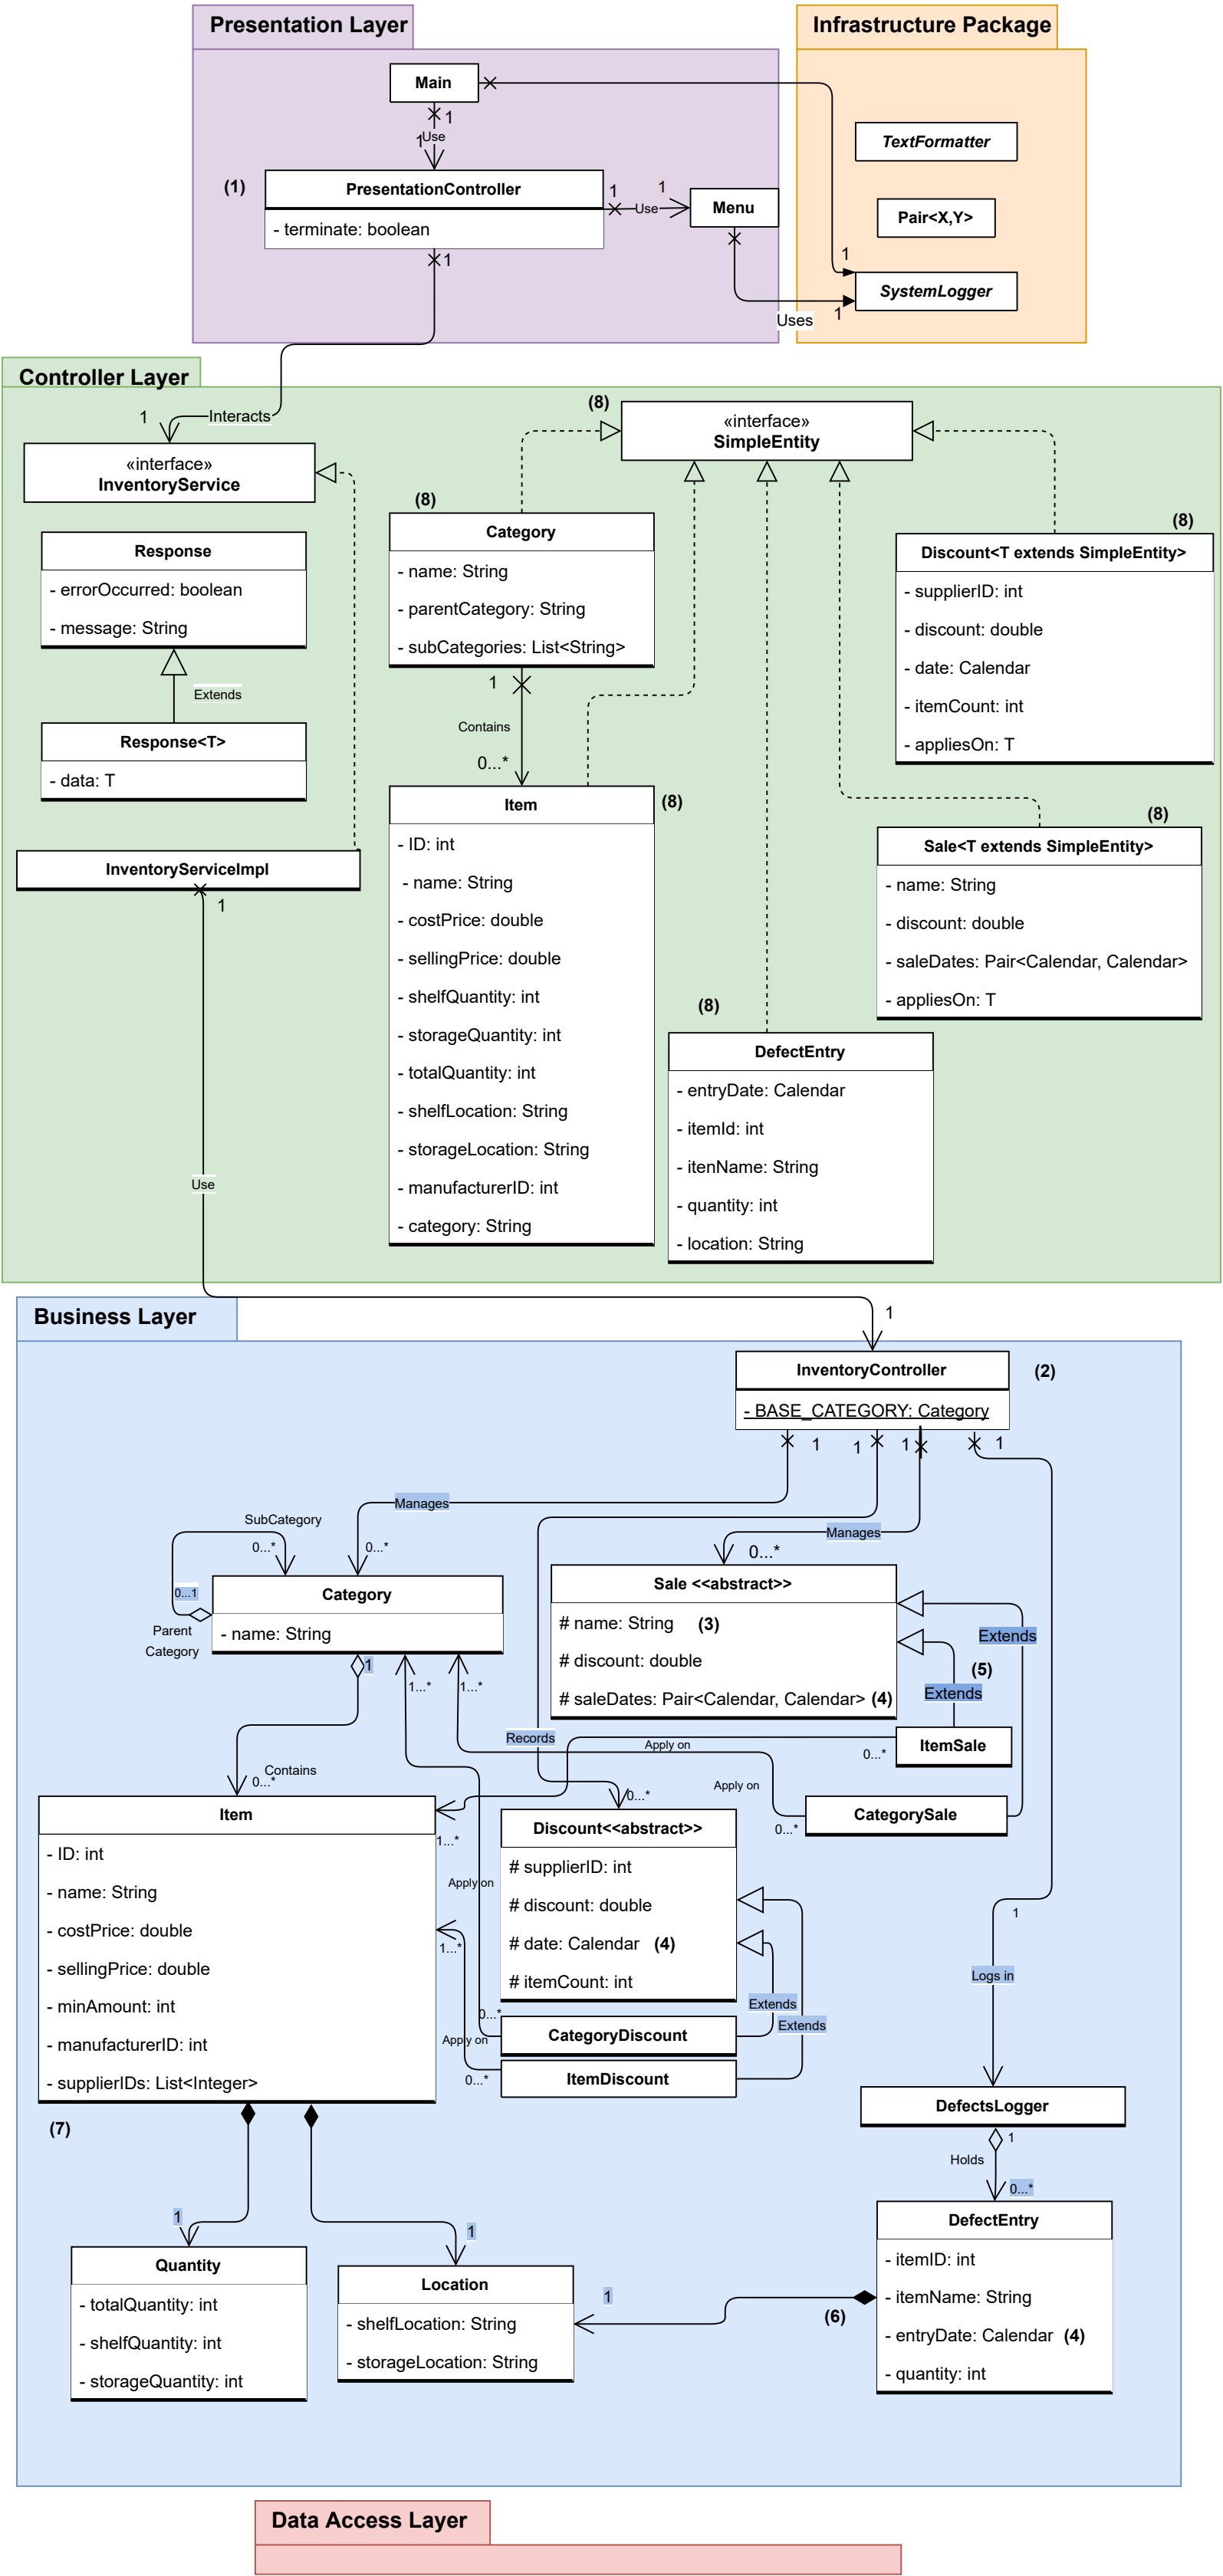 Presentation Layer
Infrastructure Package
Main
1
Use
1
TextFormatter
(1)
PresentationController
- terminate: boolean
1
Use
1
Menu
Pair<X,Y>
1
SystemLogger
1
Uses
1
Controller Layer
1
Interacts
«interface»
InventoryService
(8)
«interface»
SimpleEntity
Response
- errorOccurred: boolean
- message: String
Extends
Response<T>
- data: T
InventoryServiceImpl
1
(8)
Category
- name: String
- parentCategory: String
- subCategories: List<String>
1
Contains
0...*
(8)
Discount<T extends SimpleEntity>
- supplierID: int
- discount: double
- date: Calendar
- itemCount: int
- appliesOn: T
Item
(8)
- ID: int
- name: String
- costPrice: double
- sellingPrice: double
- shelfQuantity: int
- storageQuantity: int
- totalQuantity: int
- shelfLocation: String
- storageLocation: String
- manufacturerID: int
- category: String
(8)
Sale<T extends SimpleEntity>
- name: String
- discount: double
- saleDates: Pair<Calendar, Calendar>
- appliesOn: T
(8)
DefectEntry
- entryDate: Calendar
- itemId: int
- itenName: String
- quantity: int
- location: String
Use
Business Layer
1
InventoryController
(2)
- BASE_CATEGORY: Category
1
1
1
1
Manages
Manages
SubCategory
0...*
0...*
0...*
0...1
Parent
Category
Category
- name: String
1
1...*
1...*
Sale <<abstract>>
# name: String (3)
# discount: double
# saleDates: Pair<Calendar, Calendar> (4)
Extends
(5)
Extends
ItemSale
0...*
Apply on
Records
Apply on
CategorySale
0...*
Contains
0...*
0...*
Item
- ID: int
- name: String
- costPrice: double
- sellingPrice: double
- minAmount: int
- manufacturerID: int
- supplierIDs: List<Integer>
(7)
1...*
Apply on
1...*
Discount<<abstract>>
# supplierID: int
# discount: double
# date: Calendar (4)
# itemCount: int
Extends
Extends
0...*
CategoryDiscount
Apply on
0...*
ItemDiscount
1
Logs in
DefectsLogger
1
Holds
0...*
1
Quantity
- totalQuantity: int
- shelfQuantity: int
- storageQuantity: int
1
Location
- shelfLocation: String
- storageLocation: String
1
(6)
DefectEntry
- itemID: int
- itemName: String
- entryDate: Calendar (4)
- quantity: int
Data Access Layer